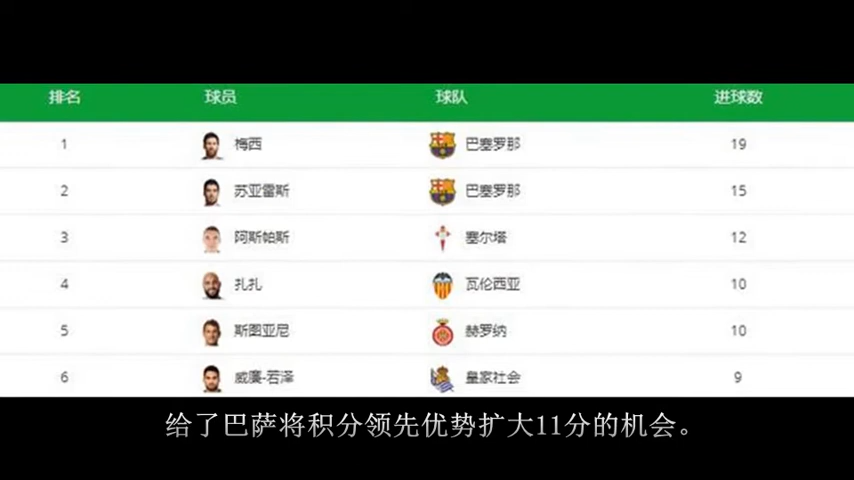 排名 球员 球队 进球数
1 梅西 巴塞罗那 19
2 苏亚雷斯 巴塞罗那 15
3 阿斯帕斯 塞尔塔 12
4 扎扎 瓦伦西亚 10
5 斯图亚尼 赫罗纳 10
6 威廉-若泽 皇家社会 9
给了巴萨将积分领先优势扩大11分的机会。